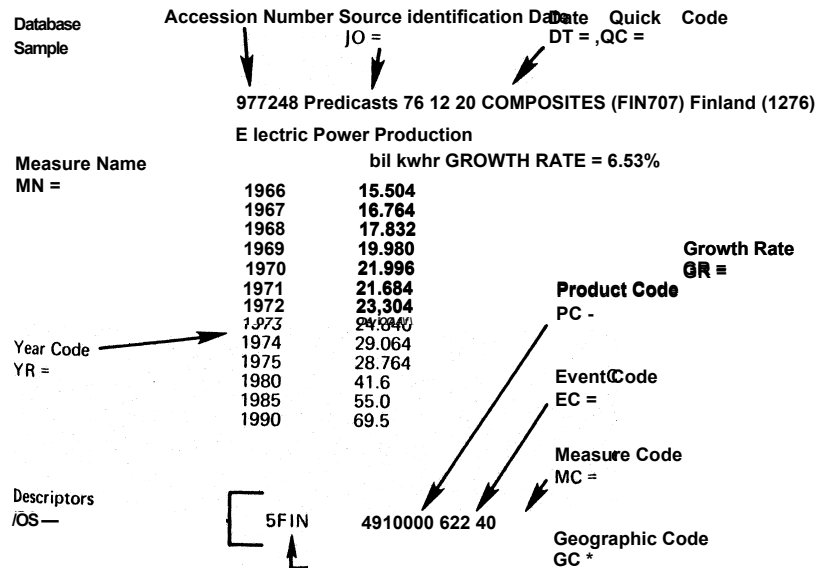 Database
Sample
Accession Number Source identification Date
JO =
Date Quick Code
DT = ,QC =
977248 Predicasts 76 12 20 COMPOSITES (FIN707) Finland (1276)
E lectric Power Production
Measure Name
MN =
bil kwhr GROWTH RATE = 6.53%
1966 15.504
1967 16.764
1968 17.832
1969 19.980
1970 21.996
1971 21.684
1972 23,304
1974 29.064
1975 28.764
1980 41.6
1985 55.0
1990 69.5
Growth Rate
GR =
Product Code
PC -
Year Code
YR =
Event Code
EC =
Measure Code
MC =
Descriptors
/OS —
5FIN 4910000 622 40
Geographic Code
GC *